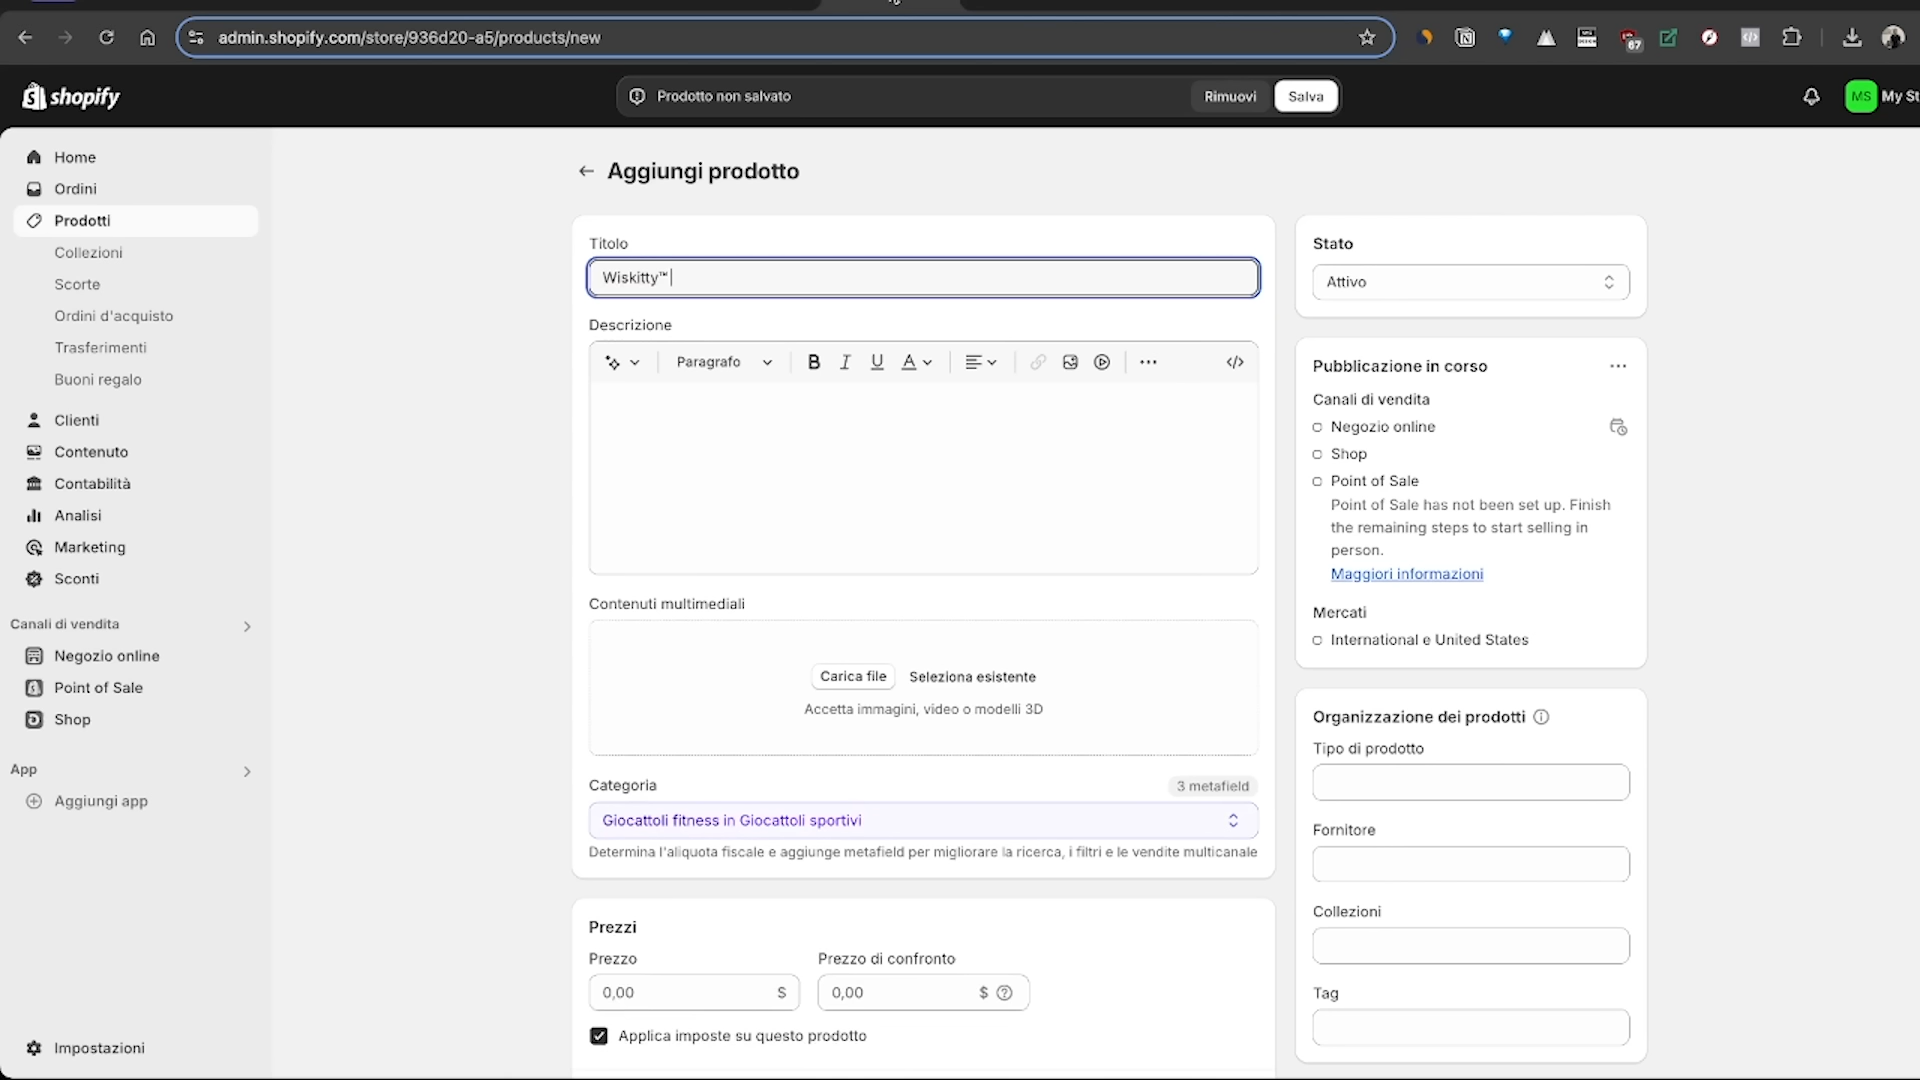 admin.shopify.com/store/936d20-a5/products/new
67
shopify
Prodotto non salvato
Rimuovi
Salva
MS
My St
Home
Ordini
Prodotti
Collezioni
Scorte
Ordini d'acquisto
Trasferimenti
Buoni regalo
Clienti
Contenuto
Contabilità
Analisi
Marketing
Sconti
Canali di vendita
Negozio online
Point of Sale
Shop
App
Aggiungi app
Impostazioni
Aggiungi prodotto
Titolo
Wiskitty™
Descrizione
Paragrafo
B I U A
Contenuti multimediali
Carica file Seleziona esistente
Accetta immagini, video o modelli 3D
Categoria
3 metafield
Giocattoli fitness in Giocattoli sportivi
Determina l'aliquota fiscale e aggiunge metafield per migliorare la ricerca, i filtri e le vendite multicanale
Prezzi
Prezzo
Prezzo di confronto
0,00 $
0,00 $
Applica imposte su questo prodotto
Stato
Attivo
Pubblicazione in corso
Canali di vendita
Negozio online
Shop
Point of Sale
Point of Sale has not been set up. Finish
the remaining steps to start selling in
person.
Maggiori informazioni
Mercati
International e United States
Organizzazione dei prodotti
Tipo di prodotto
Fornitore
Collezioni
Tag